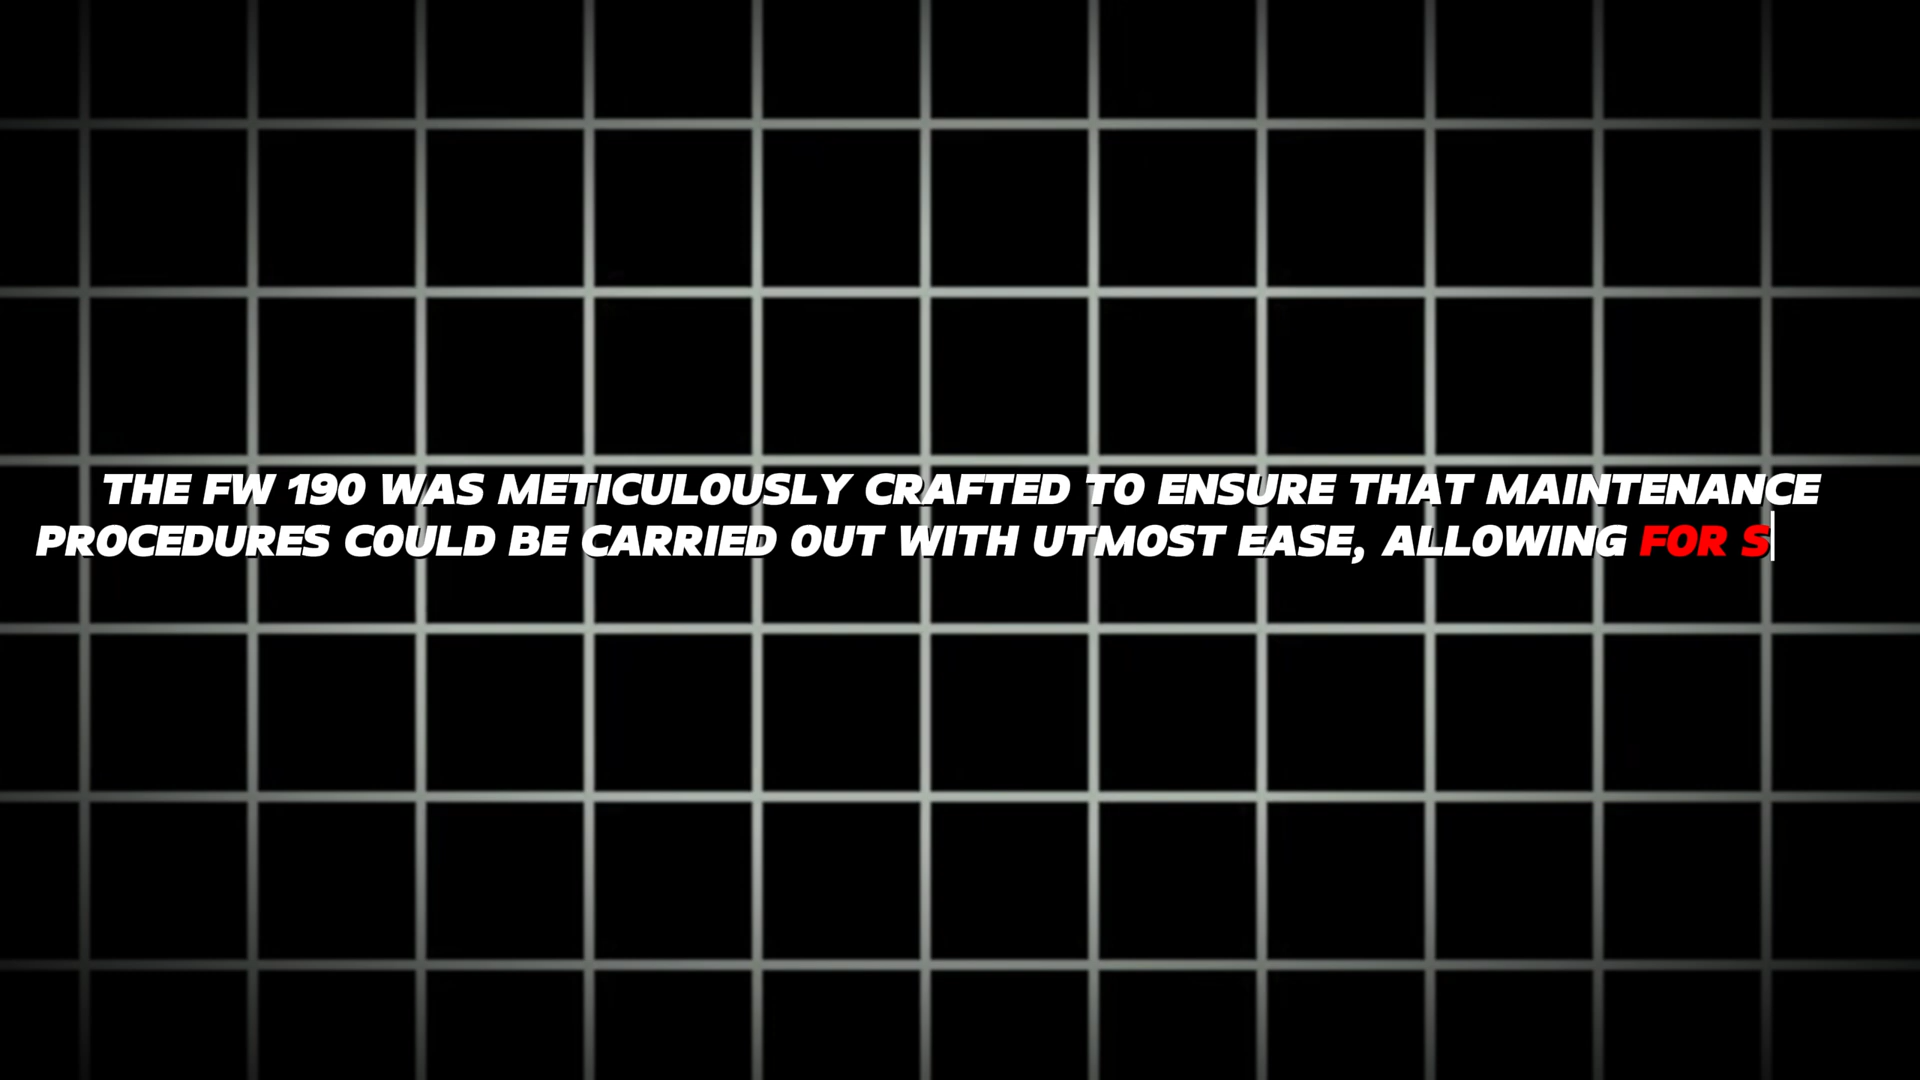 THE FW 190 WAS METICULOUSLY CRAFTED TO ENSURE THAT MAINTENANCE
PROCEDURES COULD BE CARRIED OUT WITH UTMOST EASE, ALLOWING FOR S